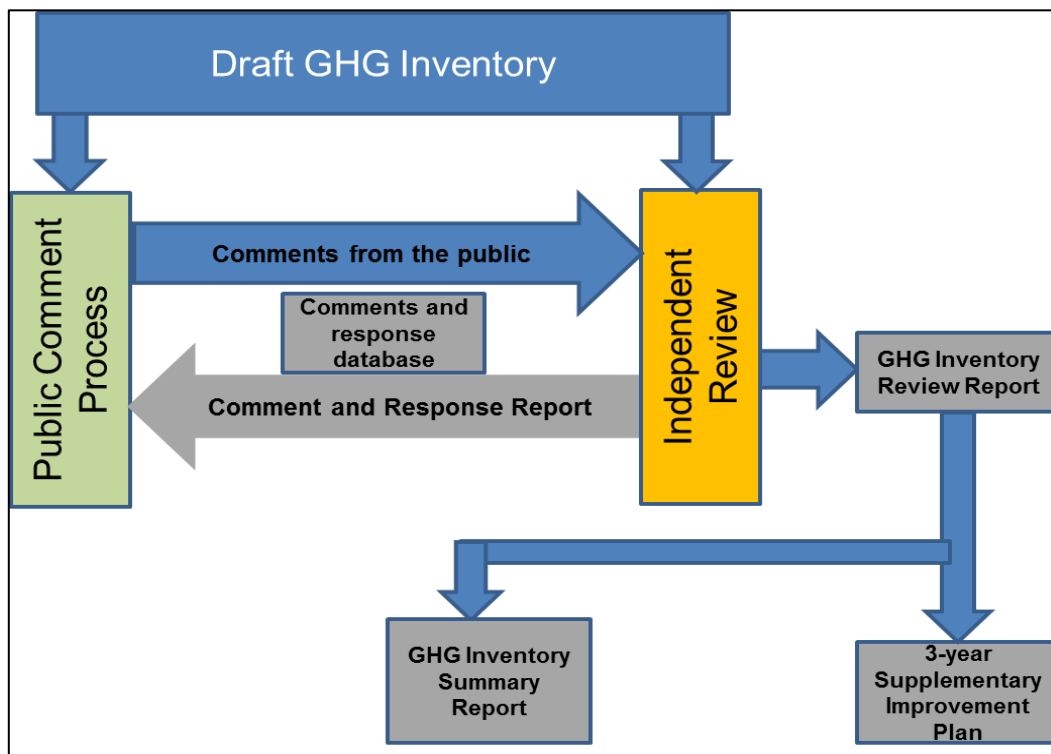 Draft GHG Inventory
Public Comment
Process
Comments from the public
Comments and
response
database
Comment and Response Report
Independent
Review
GHG Inventory
Review Report
GHG Inventory
Summary
Report
3-year
Supplementary
Improvement
Plan